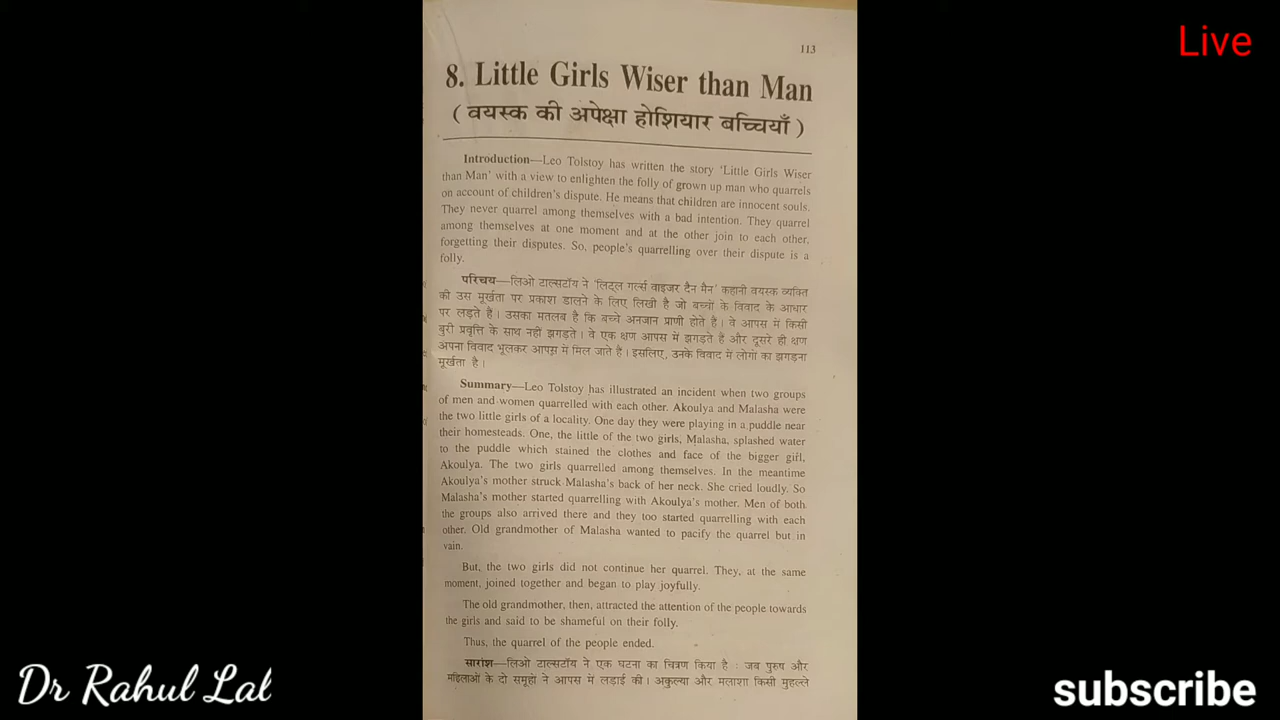 Live
113
8. Little Girls Wiser than Man
( वयस्क की अपेक्षा होशियार बच्चियाँ )
Introduction—Leo Tolstoy has written the story 'Little Girls Wiser
than Man' with a view to enlighten the folly of grown up man who quarrels
on account of children's dispute. He means that children are innocent souls.
They never quarrel among themselves with a bad intention. They quarrel
among themselves at one moment and at the other join to each other,
forgetting their disputes. So, people's quarrelling over their dispute is a
folly.
परिचय—लिओ टाल्सटॉय ने 'लिट्ल गर्ल्स वाइजर दैन मैन' कहानी वयस्क व्यक्ति
की उस मूर्खता पर प्रकाश डालने के लिए लिखी है जो बच्चों के विवाद के आधार
पर लड़ते हैं। उसका मतलब है कि बच्चे अनजान प्राणी होते हैं। वे आपस में किसी
बुरी प्रवृत्ति के साथ नहीं झगड़ते। वे एक क्षण आपस में झगड़ते हैं और दूसरे ही क्षण
अपना विवाद भूलकर आपस में मिल जाते है। इसलिए, उनके विवाद में लोगों का झगड़ना
मूर्खता है।
Summary—Leo Tolstoy has illustrated an incident when two groups
of men and women quarrelled with each other. Akoulya and Malasha were
the two little girls of a locality. One day they were playing in a puddle near
their homesteads. One, the little of the two girls, Malasha, splashed water
to the puddle which stained the clothes and face of the bigger girl,
Akoulya. The two girls quarrelled among themselves. In the meantime
Akoulya's mother struck Malasha's back of her neck. She cried loudly. So
Malasha's mother started quarrelling with Akoulya's mother. Men of both
the groups also arrived there and they too started quarrelling with each
other. Old grandmother of Malasha wanted to pacify the quarrel but in
vain.
But, the two girls did not continue her quarrel. They, at the same
moment, joined together and began to play joyfully.
The old grandmother, then, attracted the attention of the people towards
the girls and said to be shameful on their folly.
Thus, the quarrel of the people ended.
सारांश—लिओ टाल्सटॉय ने एक घटना का चित्रण किया है : जब पुरुष और
महिलाओं के दो समूहों ने आपस में लड़ाई की। अकुल्या और मलाशा किसी मुहल्ले
Dr Rahul Lal
subscribe